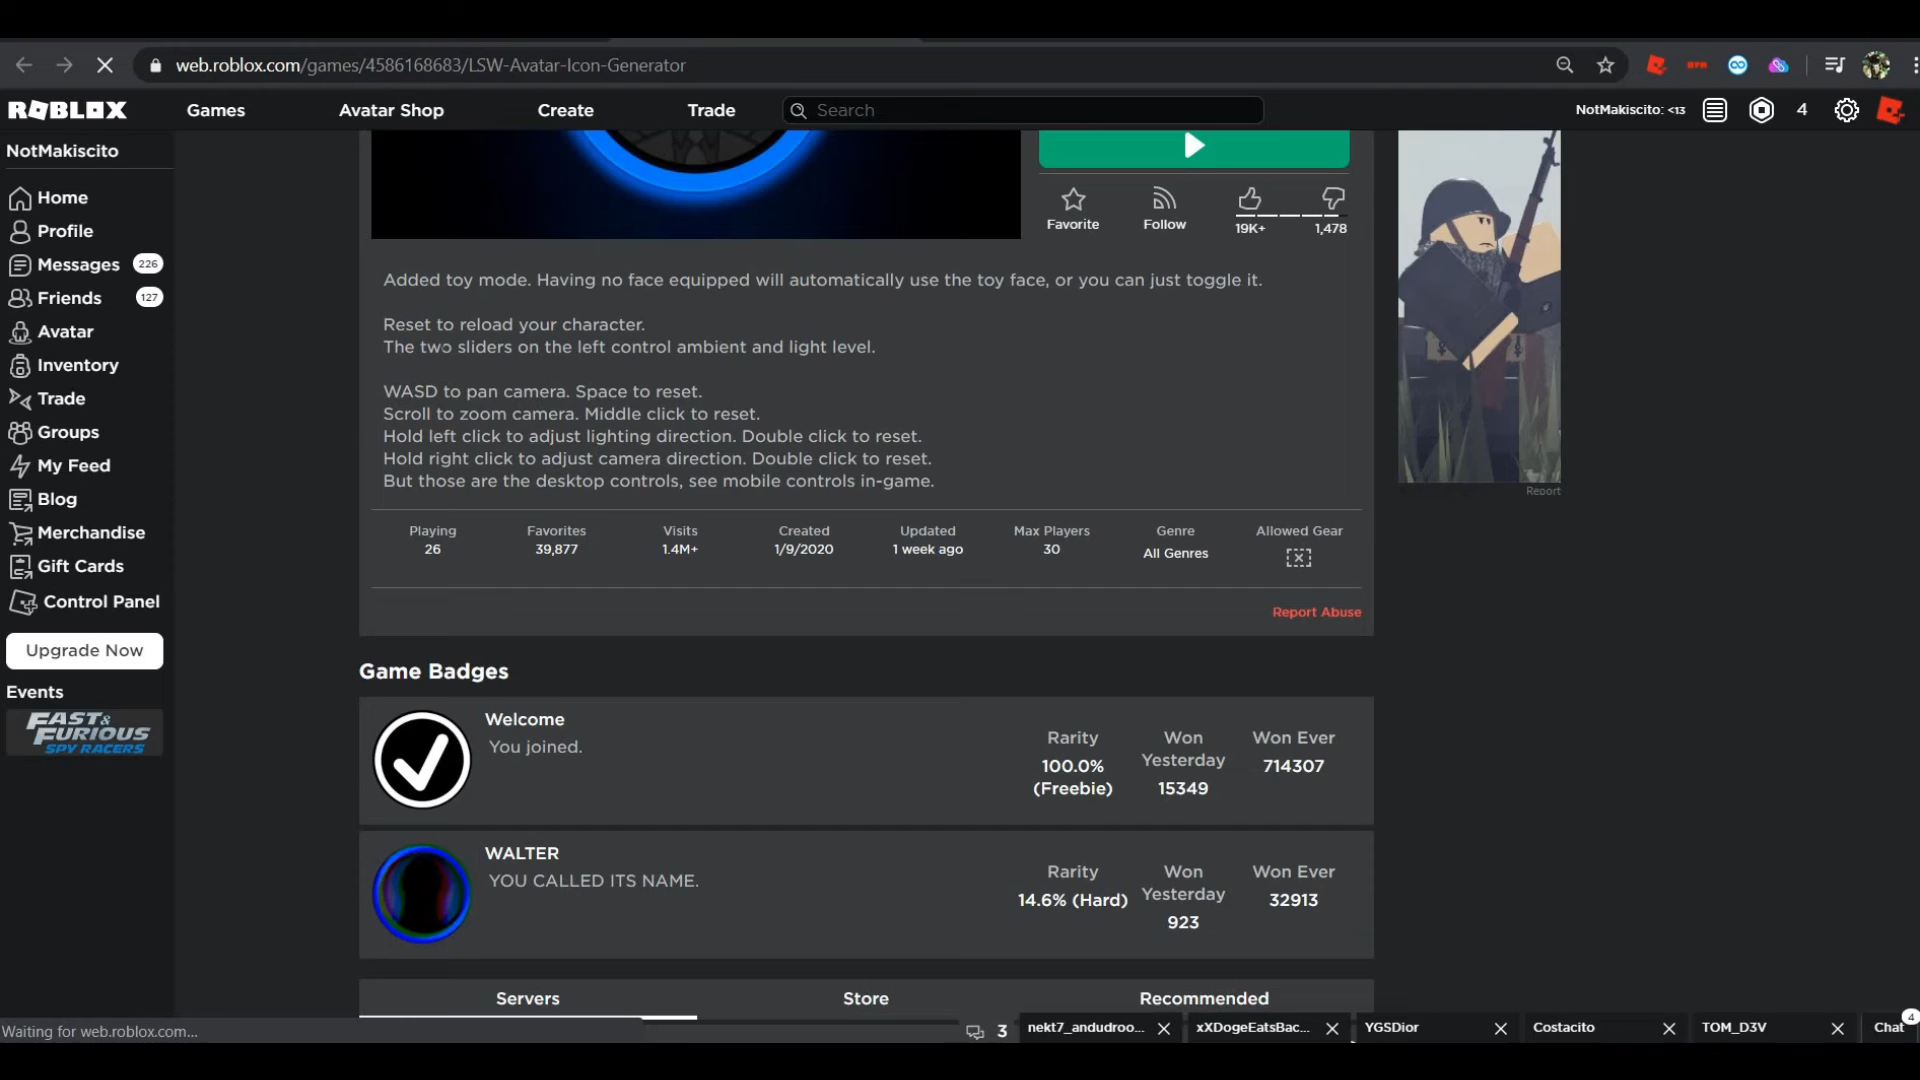 web.roblox.com/games/4586168683/LSW-Avatar-Icon-Generator
ROBLOX
Games
Avatar Shop
Create
Trade
Search
NotMakiscito: <13
4
NotMakiscito
Home
Profile
Messages 226
Friends 127
Avatar
Inventory
Trade
Groups
My Feed
Blog
Merchandise
Gift Cards
Control Panel
Upgrade Now
Events
FAST & FURIOUS
SPY RACERS
Favorite
Follow
19K+
1,478
Added toy mode. Having no face equipped will automatically use the toy face, or you can just toggle it.
Reset to reload your character.
The two sliders on the left control ambient and light level.
WASD to pan camera. Space to reset.
Scroll to zoom camera. Middle click to reset.
Hold left click to adjust lighting direction. Double click to reset.
Hold right click to adjust camera direction. Double click to reset.
But those are the desktop controls, see mobile controls in-game.
Playing
26
Favorites
39,877
Visits
1.4M+
Created
1/9/2020
Updated
1 week ago
Max Players
30
Genre
All Genres
Allowed Gear
Report Abuse
Report
Game Badges
Welcome
You joined.
Rarity
100.0%
(Freebie)
Won
Yesterday
15349
Won Ever
714307
WALTER
YOU CALLED ITS NAME.
Rarity
14.6% (Hard)
Won
Yesterday
923
Won Ever
32913
Servers
Store
Recommended
Waiting for web.roblox.com...
3
nekt7_andudroo...
xXDogeEatsBac...
YGSDior
Costacito
TOM_D3V
Chat
4